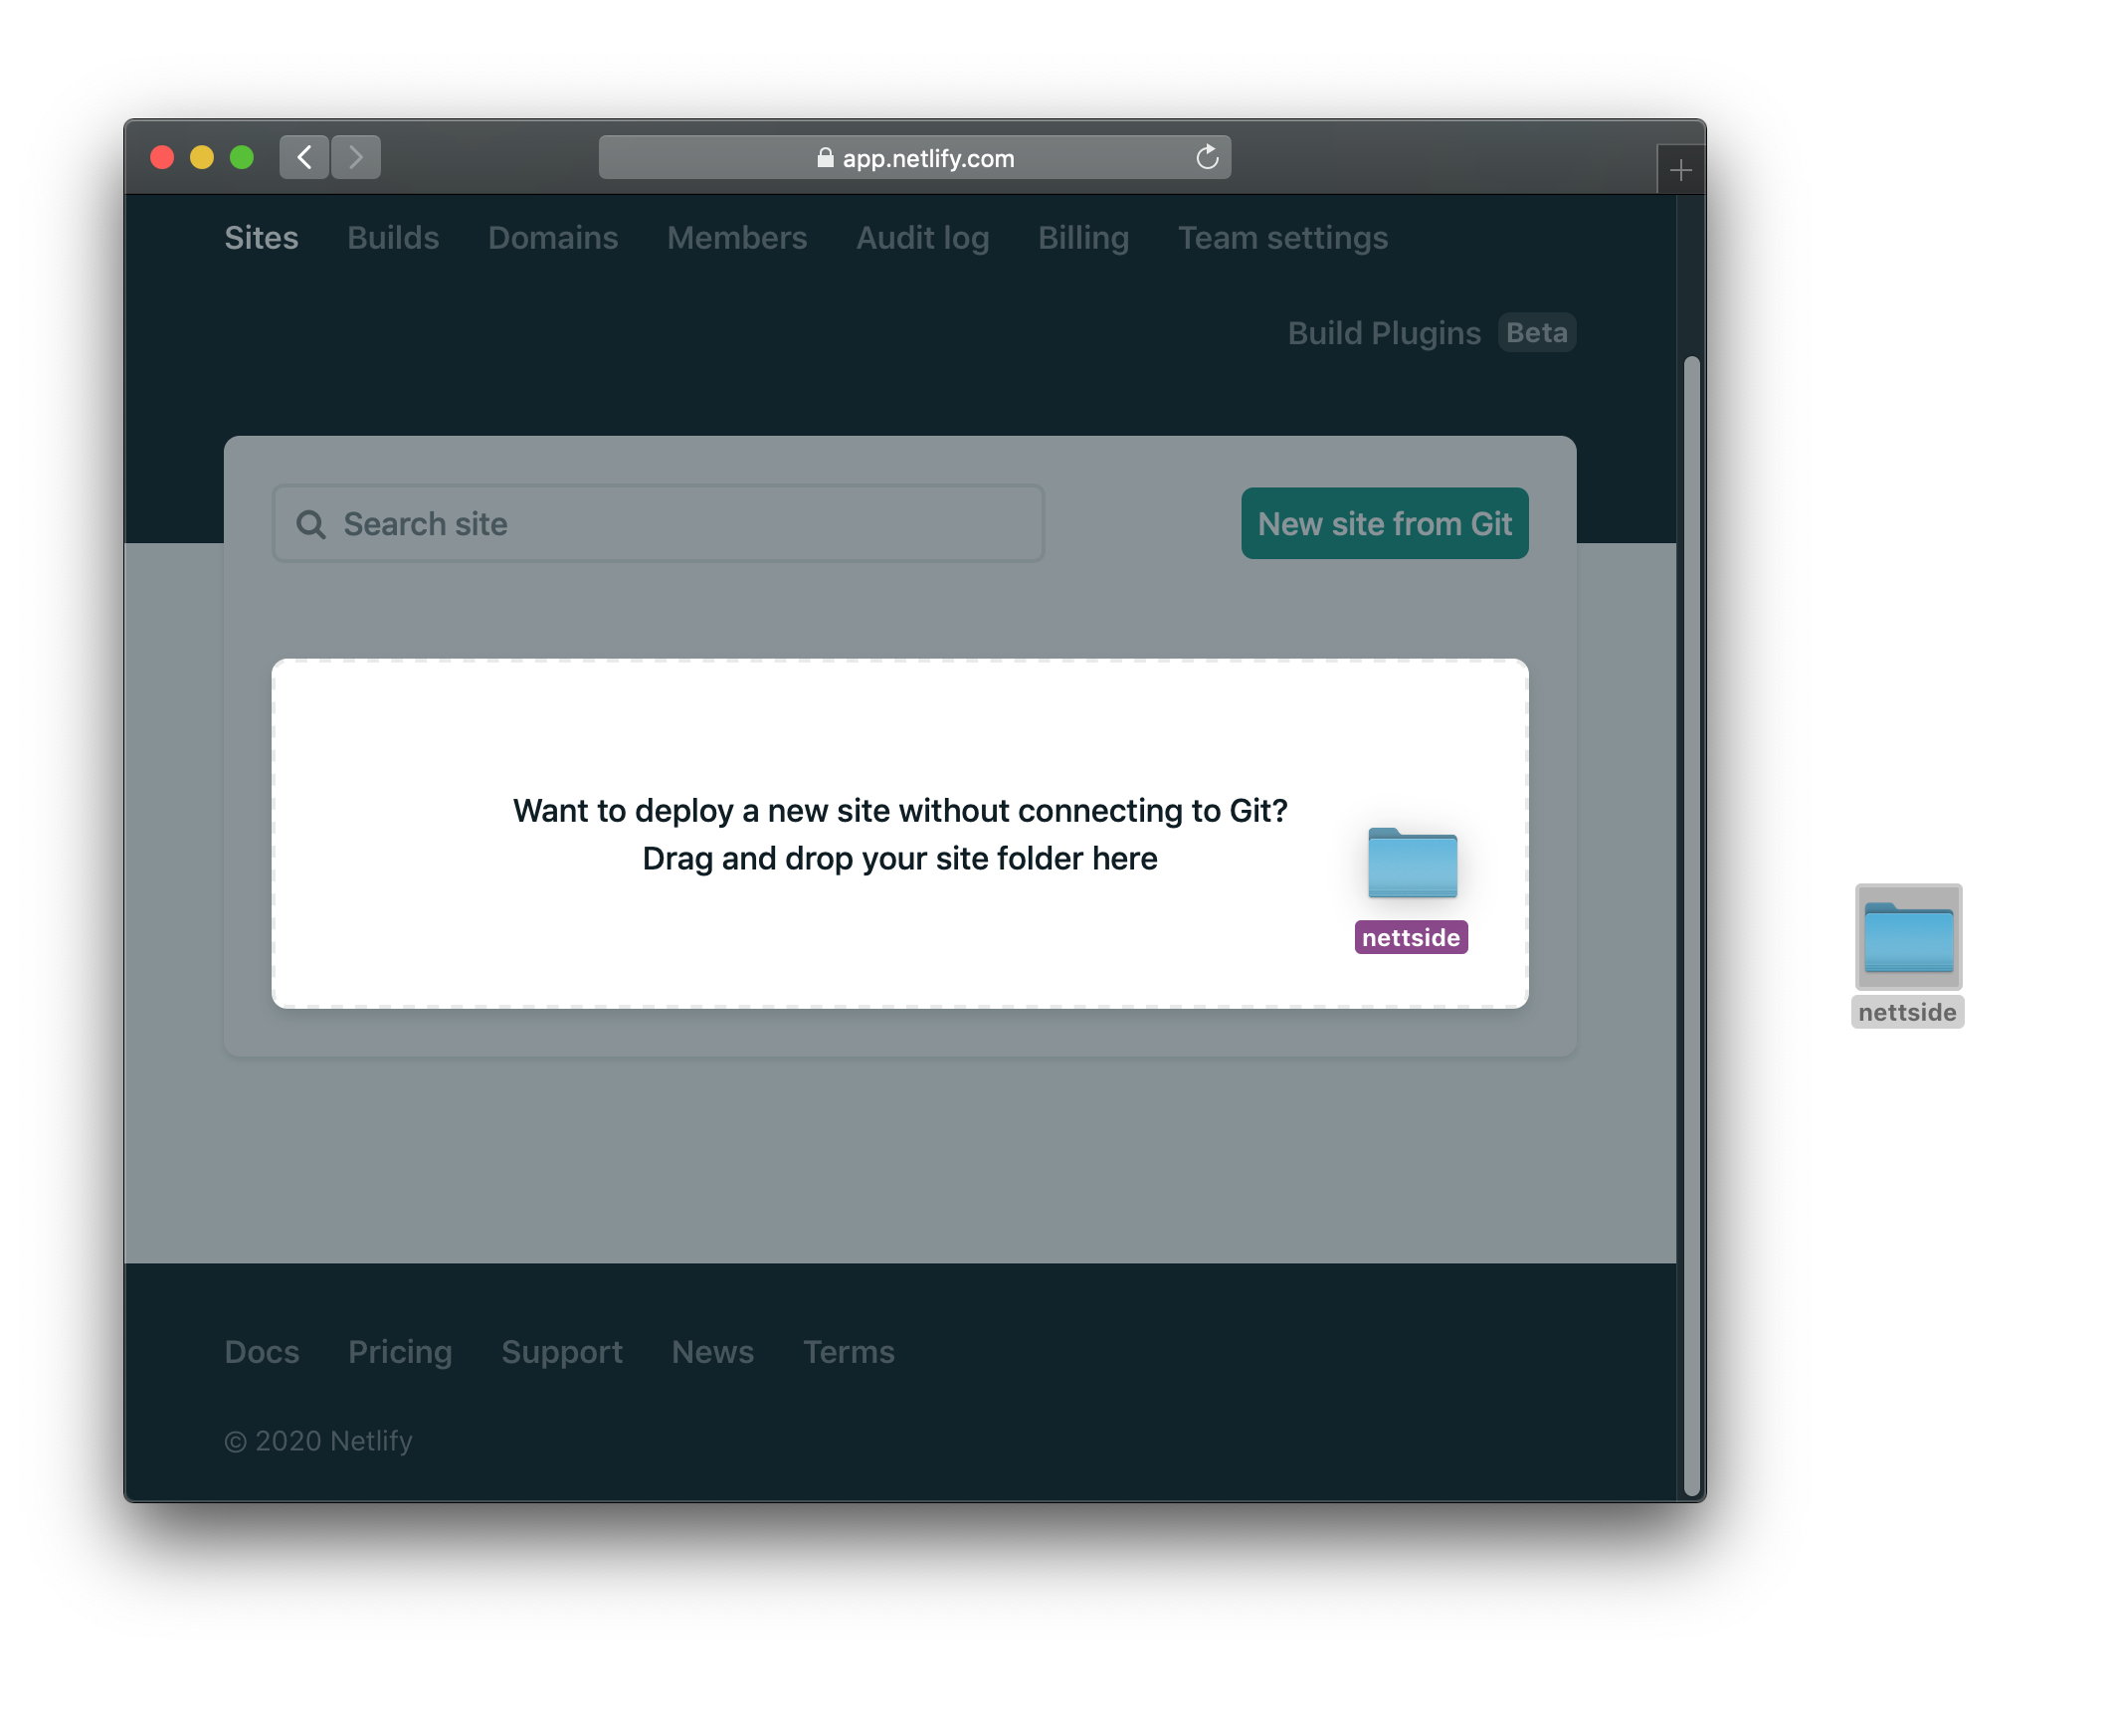 app.netlify.com
Sites Builds Domains Members Audit log Billing Team settings
Build Plugins Beta
Search site
New site from Git
Want to deploy a new site without connecting to Git?
Drag and drop your site folder here
nettside
nettside
Docs Pricing Support News Terms
© 2020 Netlify